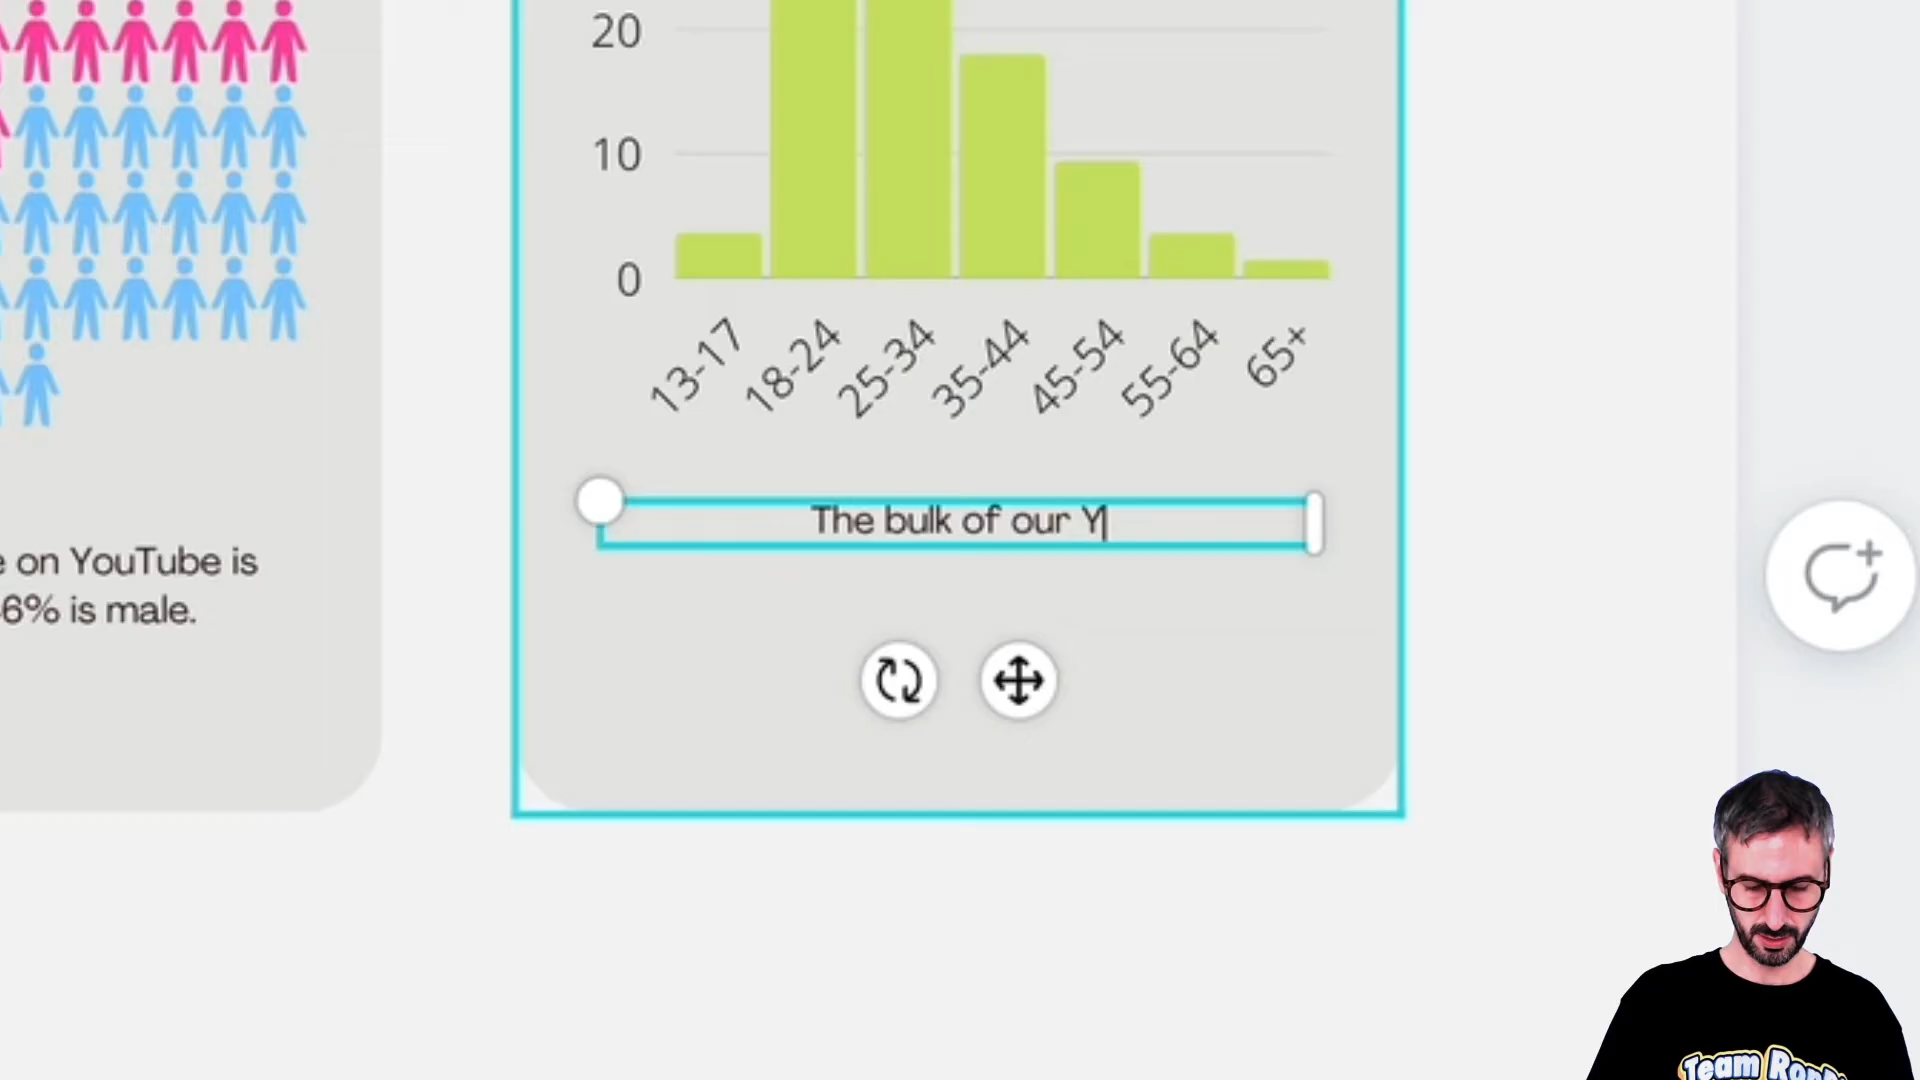 20
10
0
13-17
18-24
25-34
35-44
45-54
55-64
65+
The bulk of our Y
e on YouTube is
6% is male.
Team